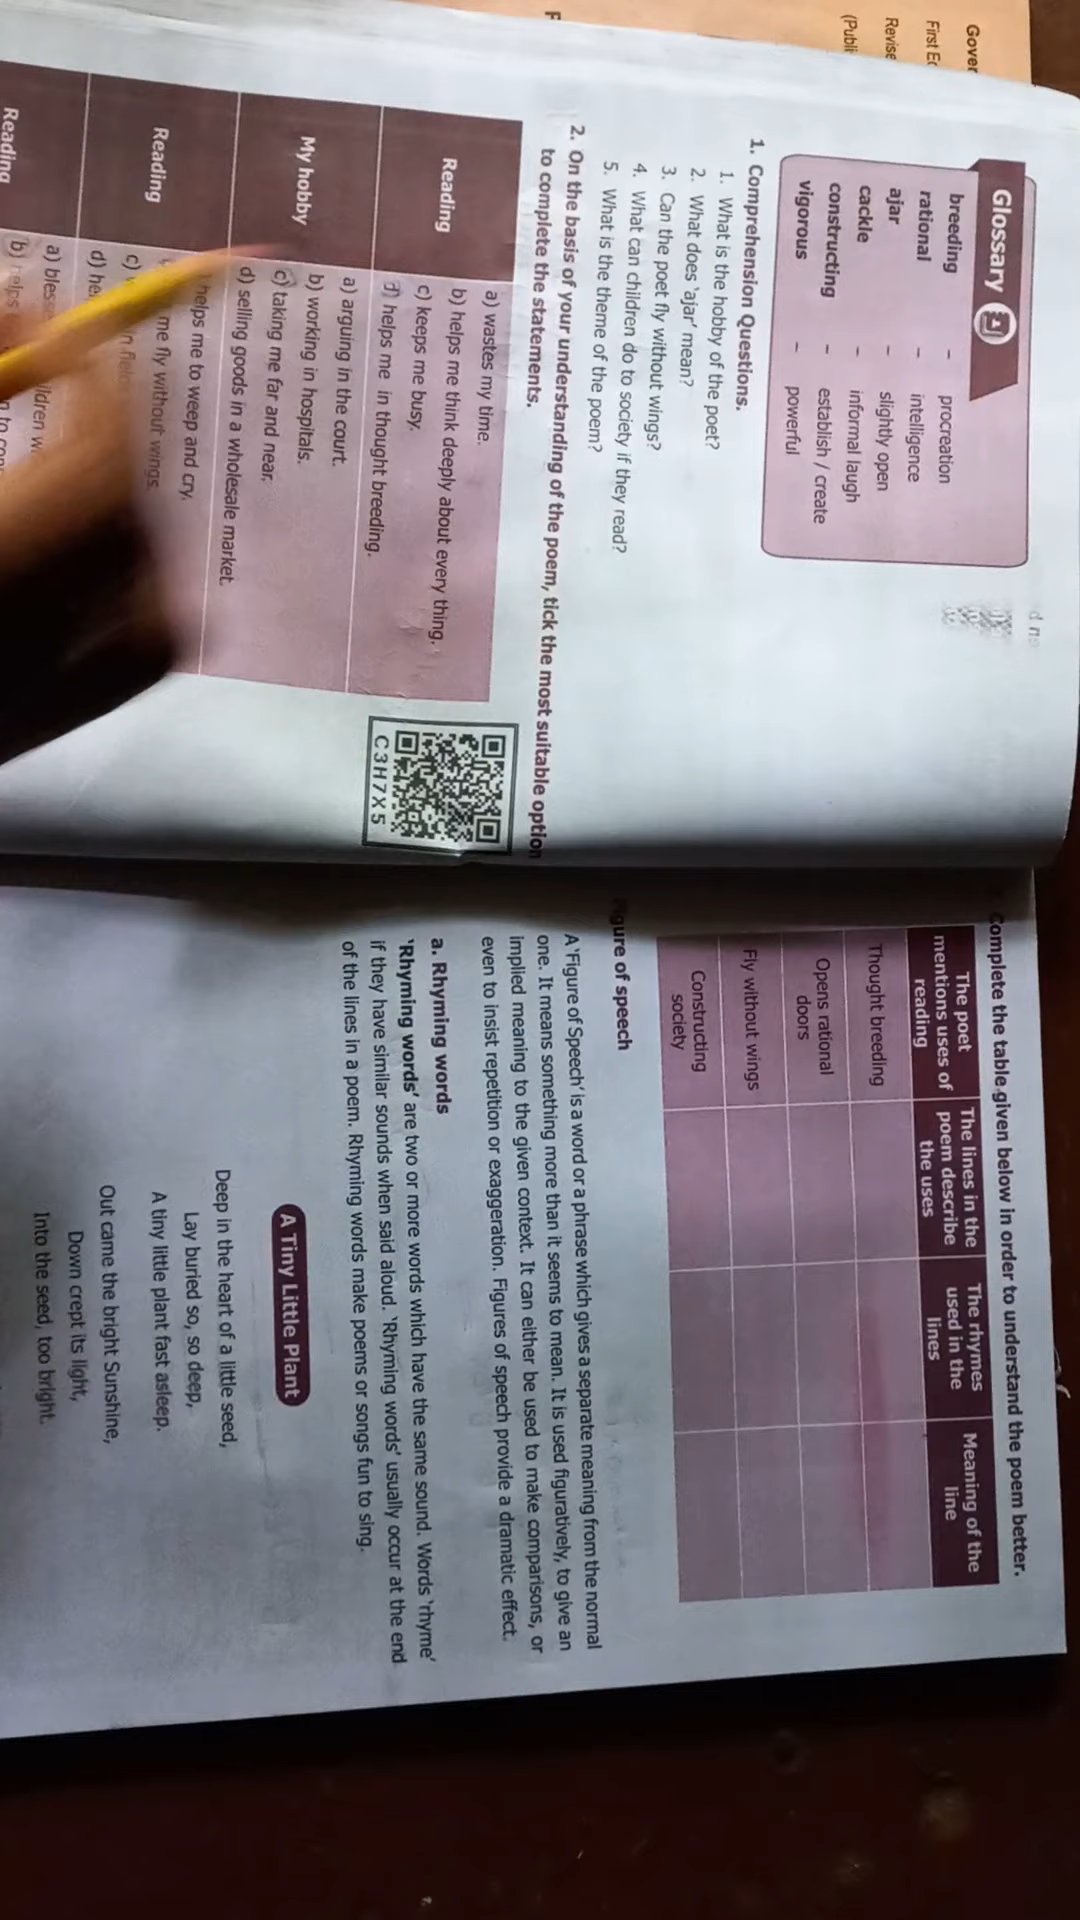 Gover
First E
Revise
(Publi
Glossary
breeding – procreation
rational – intelligence
ajar – slightly open
cackle – informal laugh
constructing – establish / create
vigorous – powerful
1. Comprehension Questions.
1. What is the hobby of the poet?
2. What does 'ajar' mean?
3. Can the poet fly without wings?
4. What can children do to society if they read?
5. What is the theme of the poem?
2. On the basis of your understanding of the poem, tick the most suitable option
to complete the statements.
Reading
a) wastes my time.
b) helps me think deeply about every thing.
c) keeps me busy.
d) helps me in thought breeding.
My hobby
a) arguing in the court.
b) working in hospitals.
c) taking me far and near.
d) selling goods in a wholesale market.
Reading
helps me to weep and cry.
me fly without wings.
c)
d) he
Reading
a) bless
b) helps
C3H7X5
Complete the table given below in order to understand the poem better.
The poet mentions uses of reading
The lines in the poem describe the uses
The rhymes used in the lines
Meaning of the line
Thought breeding
Opens rational doors
Fly without wings
Constructing society
gure of speech
A 'Figure of Speech' is a word or a phrase which gives a separate meaning from the normal
one. It means something more than it seems to mean. It is used figuratively, to give an
implied meaning to the given context. It can either be used to make comparisons, or
even to insist repetition or exaggeration. Figures of speech provide a dramatic effect.
a. Rhyming words
'Rhyming words' are two or more words which have the same sound. Words 'rhyme'
if they have similar sounds when said aloud. 'Rhyming words' usually occur at the end
of the lines in a poem. Rhyming words make poems or songs fun to sing.
A Tiny Little Plant
Deep in the heart of a little seed,
Lay buried so, so deep,
A tiny little plant fast asleep.
Out came the bright Sunshine,
Down crept its light,
Into the seed, too bright.